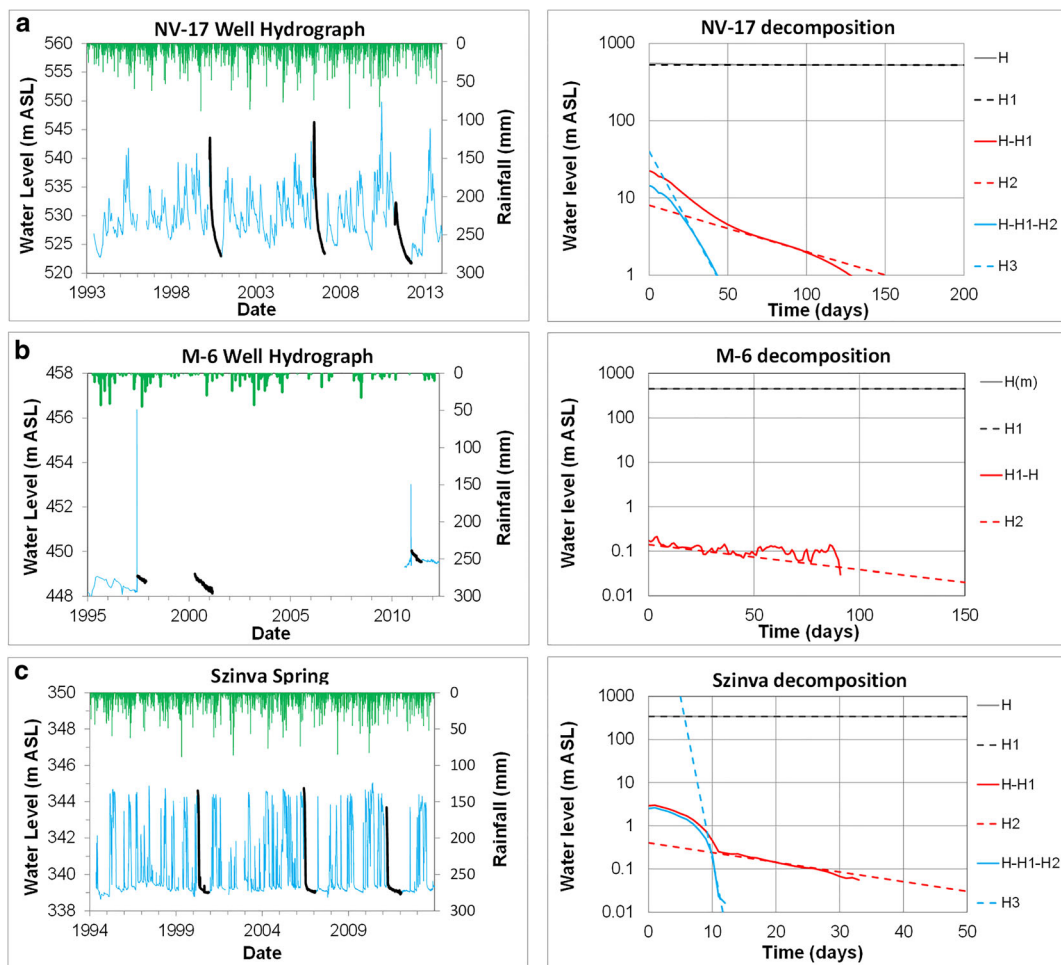 a
NV-17 Well Hydrograph
560
555
550
545
540
535
530
525
520
Water Level (m ASL)
0
50
100
150
200
250
300
Rainfall (mm)
1993
1998
2003
2008
2013
Date
NV-17 decomposition
1000
100
10
1
Water level (m ASL)
0
50
100
150
200
Time (days)
H
H1
H-H1
H2
H-H1-H2
H3
b
M-6 Well Hydrograph
458
456
454
452
450
448
Water Level (m ASL)
0
50
100
150
200
250
300
Rainfall (mm)
1995
2000
2005
2010
Date
M-6 decomposition
1000
100
10
1
0.1
0.01
Water level (m ASL)
0
50
100
150
Time (days)
H(m)
H1
H1-H
H2
c
Szinva Spring
350
348
346
344
342
340
338
Water Level (m ASL)
0
50
100
150
200
250
300
Rainfall (mm)
1994
1999
2004
2009
Date
Szinva decomposition
1000
100
10
1
0.1
0.01
Water level (m ASL)
0
10
20
30
40
50
Time (days)
H
H1
H-H1
H2
H-H1-H2
H3